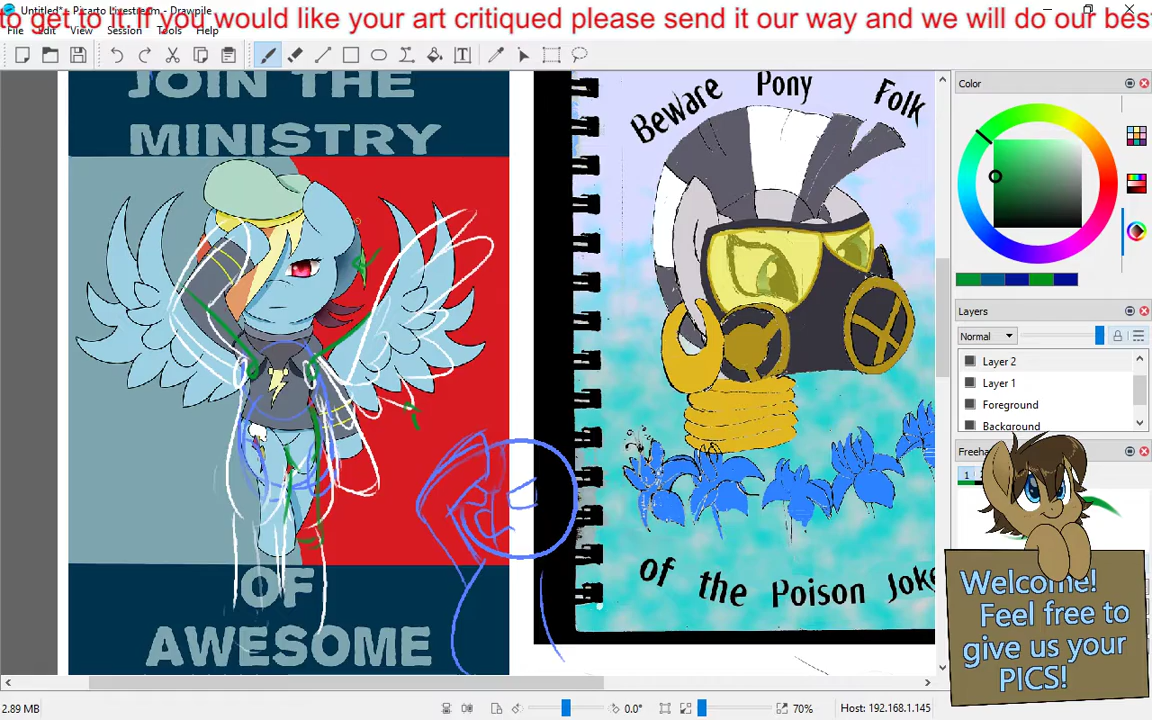 Untitled* - Picarto Livestream - Drawpile
to get to it. If you would like your art critiqued please send it our way and we will do our bes
File Edit View Session Tools Help
JOIN THE
MINISTRY
OF
AWESOME
Beware Pony Folk
of the Poison Joke
Color
Layers
Normal
Layer 2
Layer 1
Foreground
Background
Freeha
1
Welcome!
Feel free to
give us your
PICS!
2.89 MB
0.0°
70%
Host: 192.168.1.145